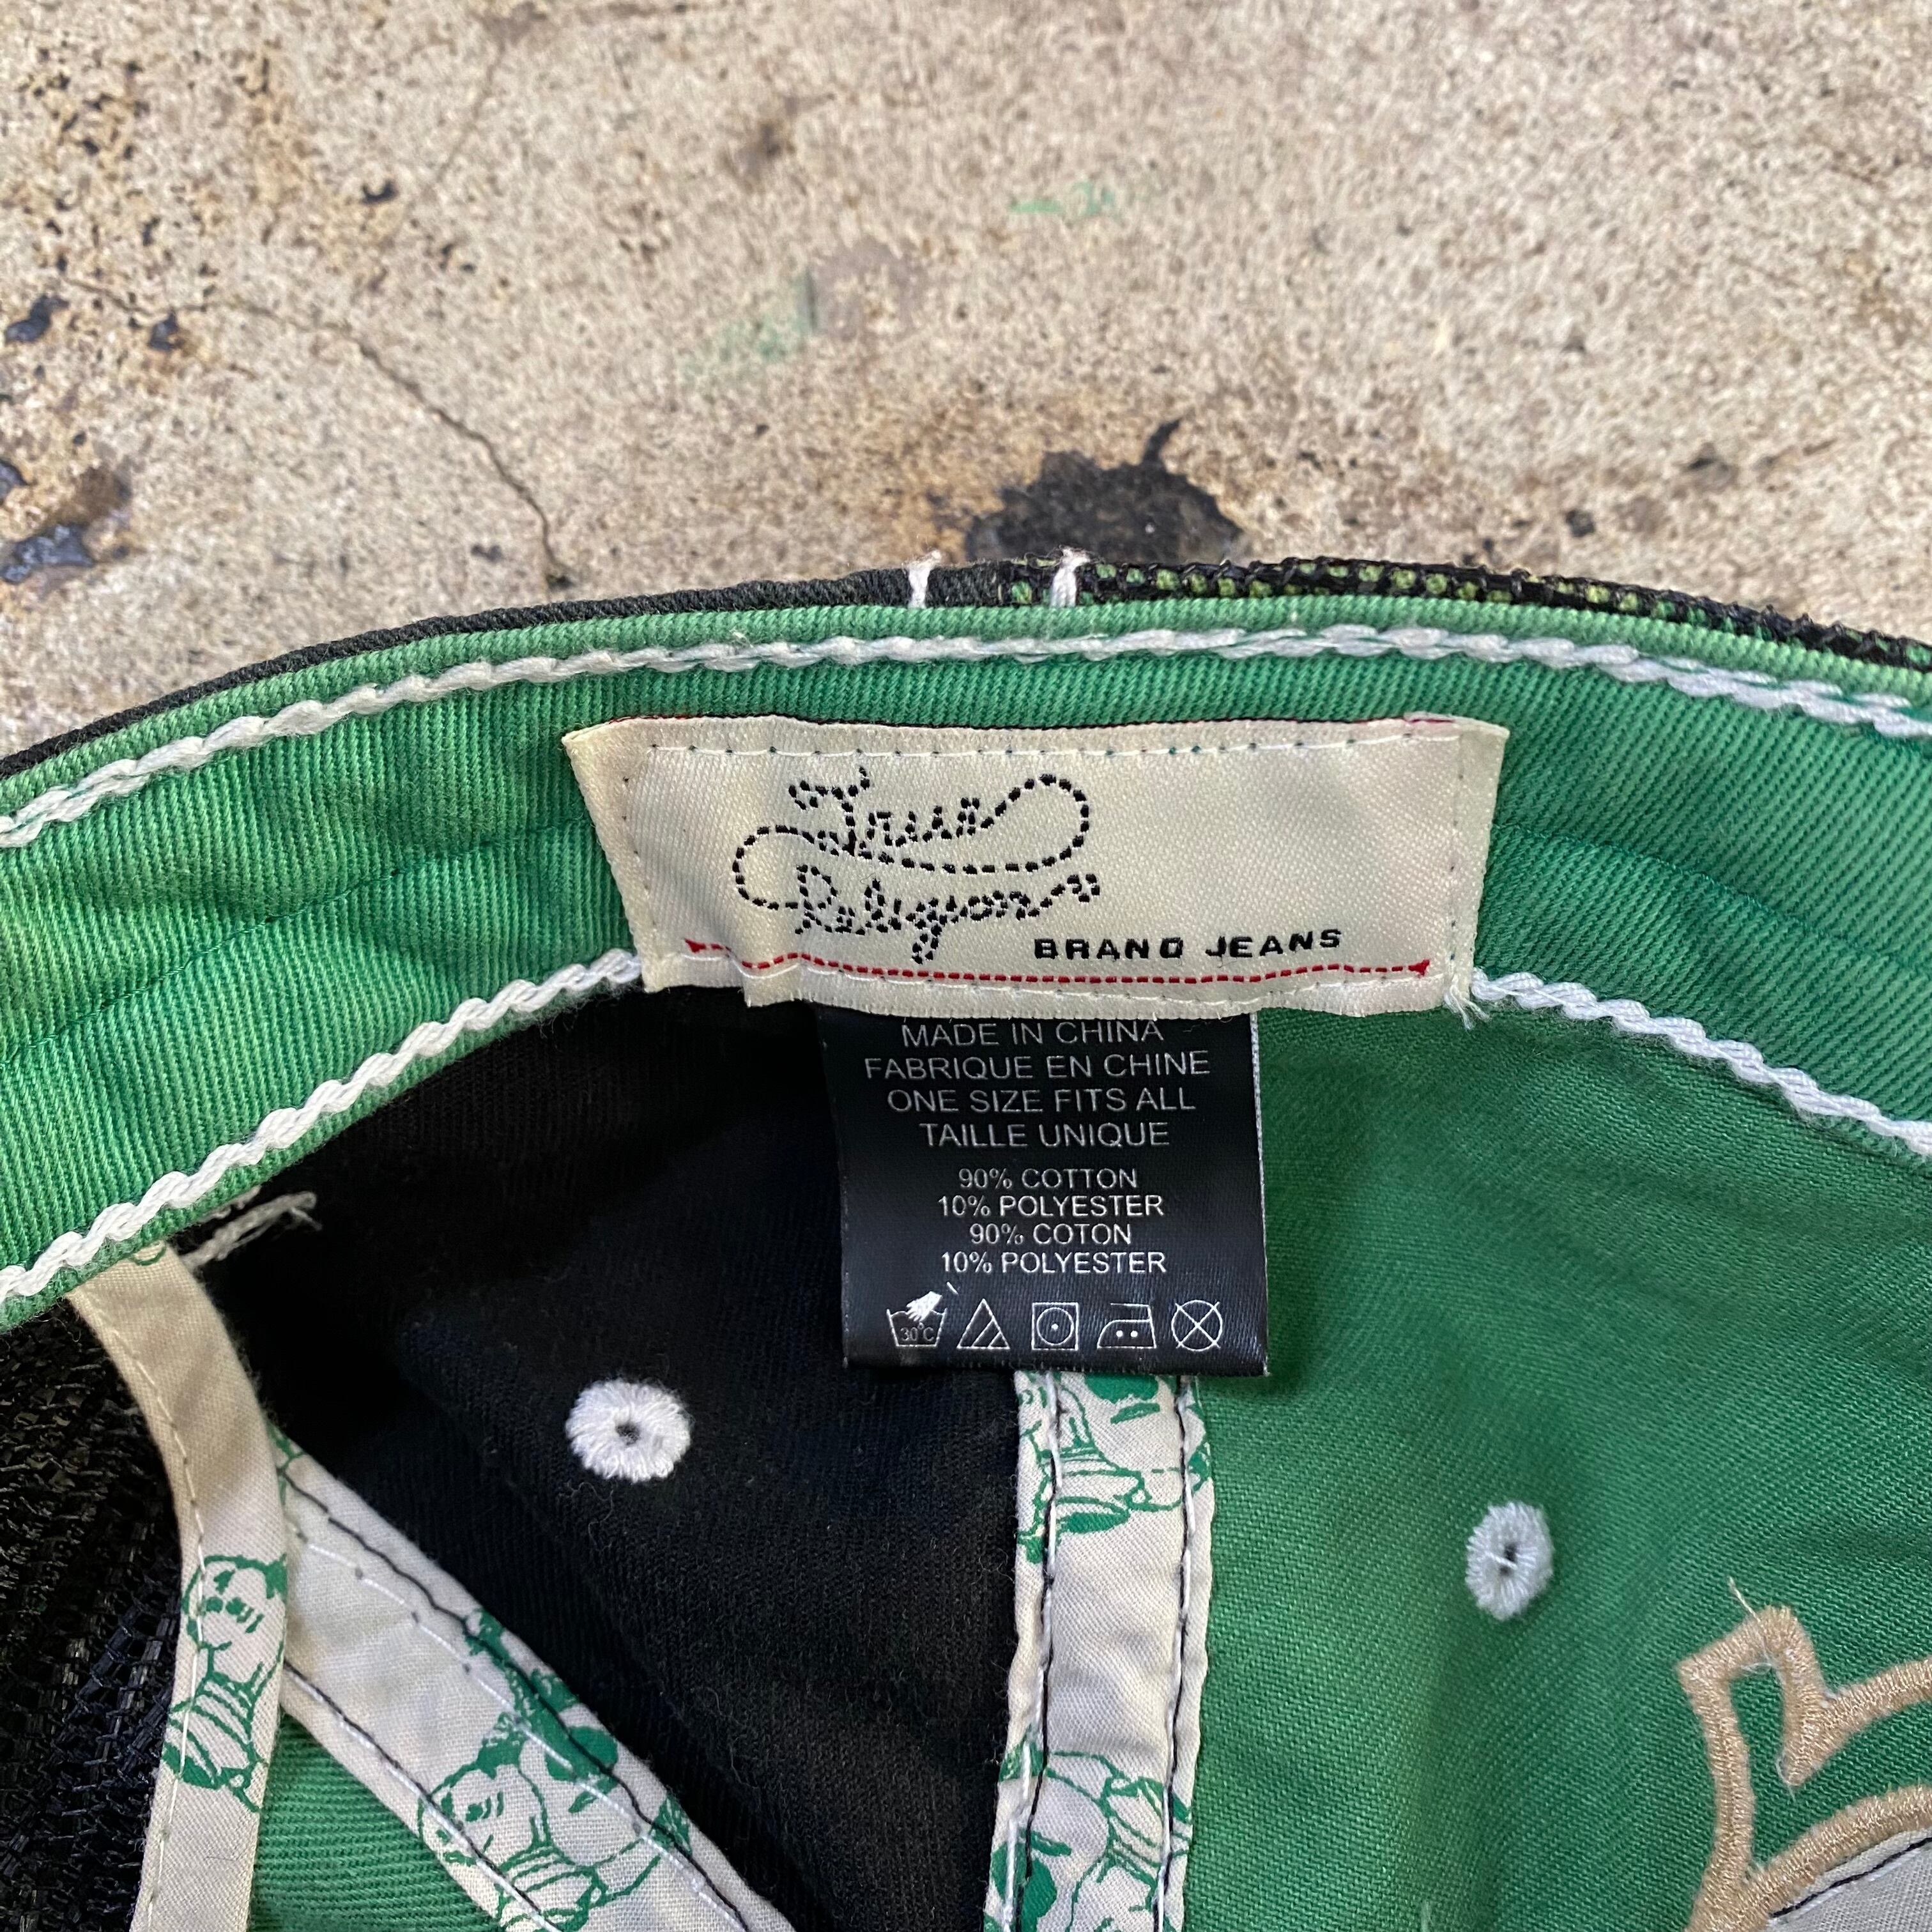 True
Religion
BRAND JEANS
MADE IN CHINA
FABRIQUE EN CHINE
ONE SIZE FITS ALL
TAILLE UNIQUE
90% COTTON
10% POLYESTER
90% COTON
10% POLYESTER
30°C